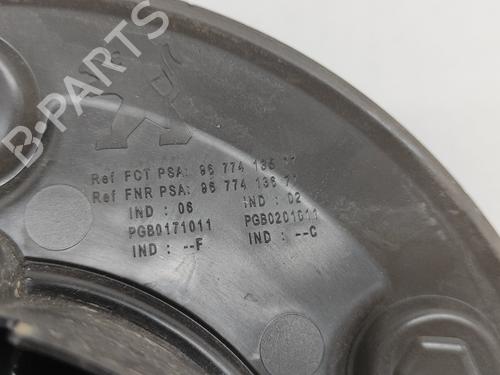 B-PARTS
Ref FCT PSA: 96 774 135
Ref FNR PSA: 96 774 136
IND : 06 IND : 02
PGB0171011 PGB0201011
IND : --F IND : --C